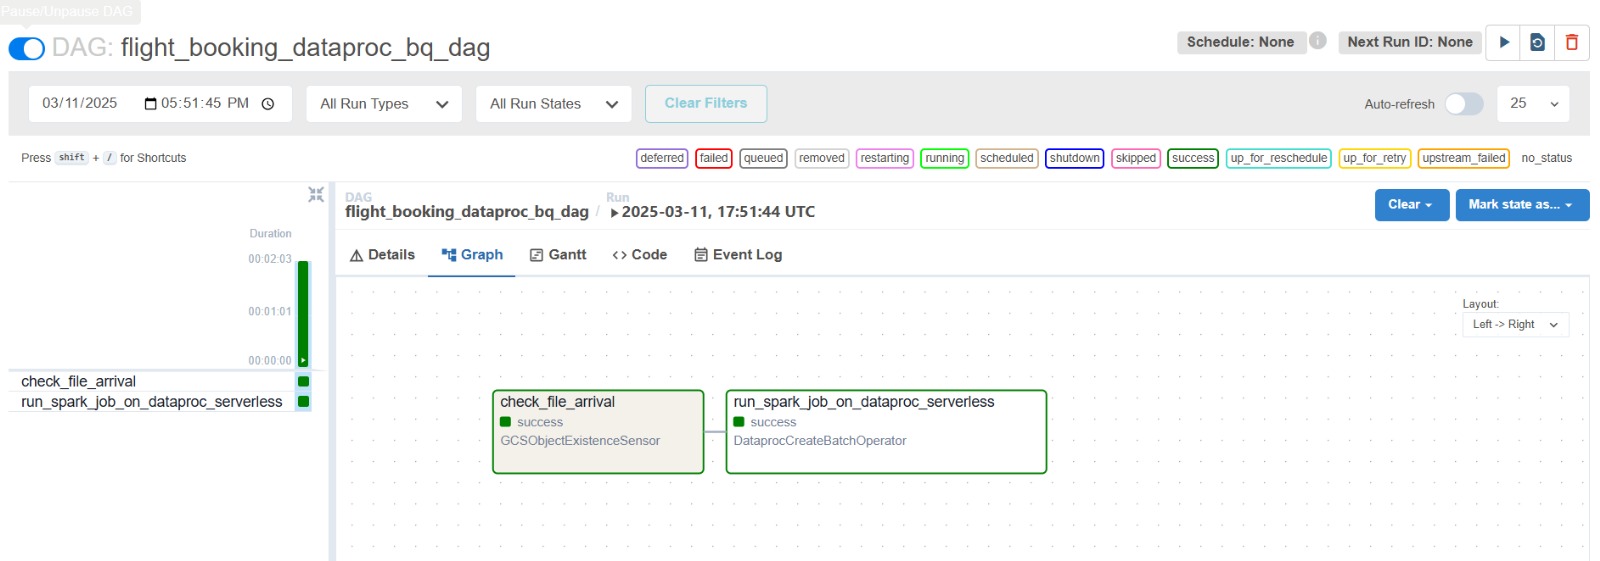 Pause/Unpause DAG
DAG: flight_booking_dataproc_bq_dag
Schedule: None
Next Run ID: None
03/11/2025 05:51:45 PM
All Run Types
All Run States
Clear Filters
Auto-refresh
25
Press shift + / for Shortcuts
deferred failed queued removed restarting running scheduled shutdown skipped success up_for_reschedule up_for_retry upstream_failed no_status
Duration
00:02:03
00:01:01
00:00:00
check_file_arrival
run_spark_job_on_dataproc_serverless
DAG
flight_booking_dataproc_bq_dag /
Run
2025-03-11, 17:51:44 UTC
Clear
Mark state as...
Details
Graph
Gantt
Code
Event Log
Layout:
Left -> Right
check_file_arrival
success
GCSObjectExistenceSensor
run_spark_job_on_dataproc_serverless
success
DataprocCreateBatchOperator